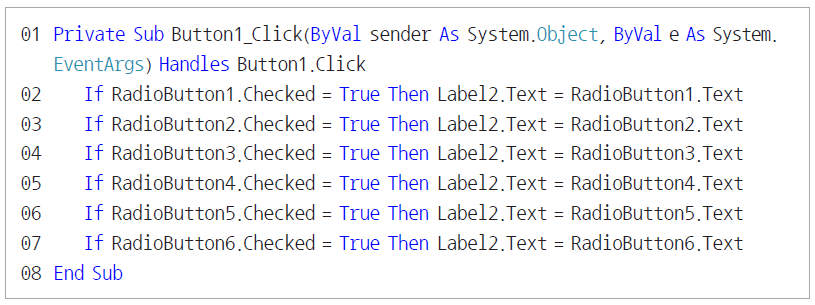 01 Private Sub Button1_Click(ByVal sender As System.Object, ByVal e As System.
EventArgs) Handles Button1.Click
02 If RadioButton1.Checked = True Then Label2.Text = RadioButton1.Text
03 If RadioButton2.Checked = True Then Label2.Text = RadioButton2.Text
04 If RadioButton3.Checked = True Then Label2.Text = RadioButton3.Text
05 If RadioButton4.Checked = True Then Label2.Text = RadioButton4.Text
06 If RadioButton5.Checked = True Then Label2.Text = RadioButton5.Text
07 If RadioButton6.Checked = True Then Label2.Text = RadioButton6.Text
08 End Sub